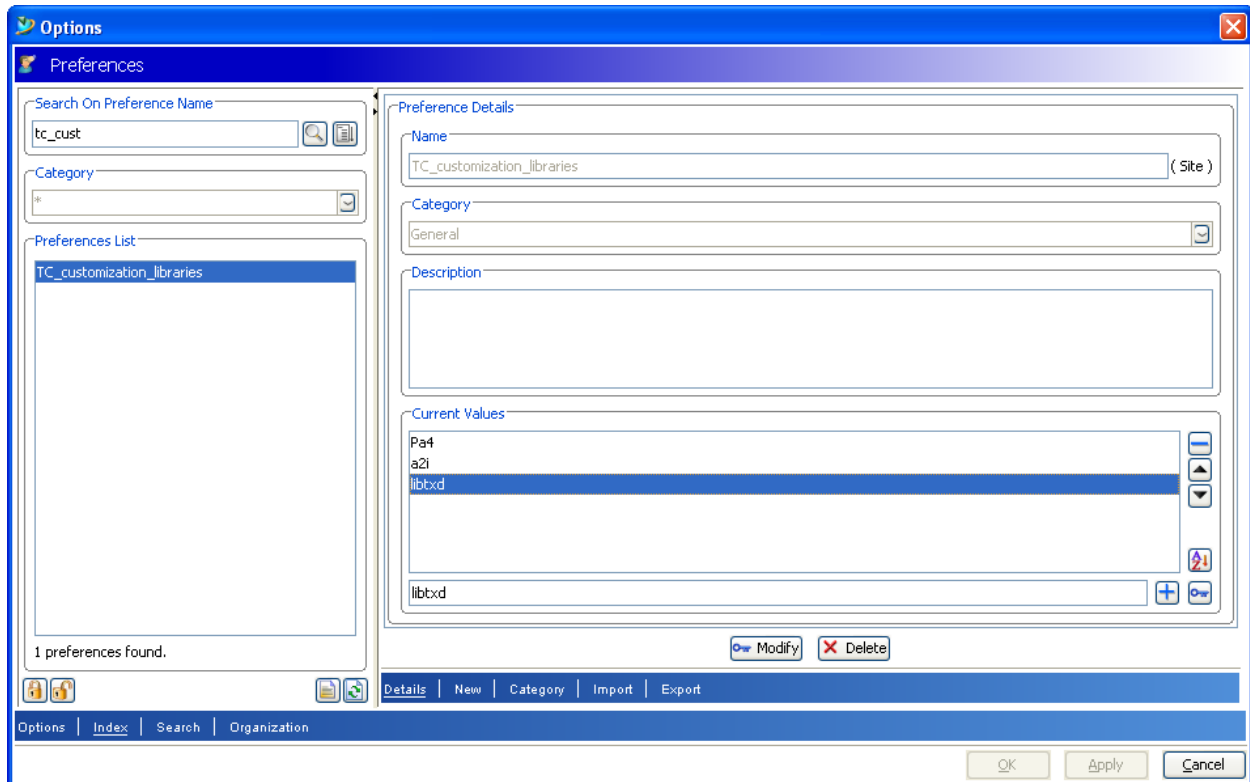 Options
Preferences
Search On Preference Name
tc_cust
Category
*
Preferences List
TC_customization_libraries
1 preferences found.
Preference Details
Name
TC_customization_libraries
( Site )
Category
General
Description
Current Values
Pa4
a2i
libtxd
libtxd
Modify
Delete
Details | New | Category | Import | Export
Options | Index | Search | Organization
OK
Apply
Cancel